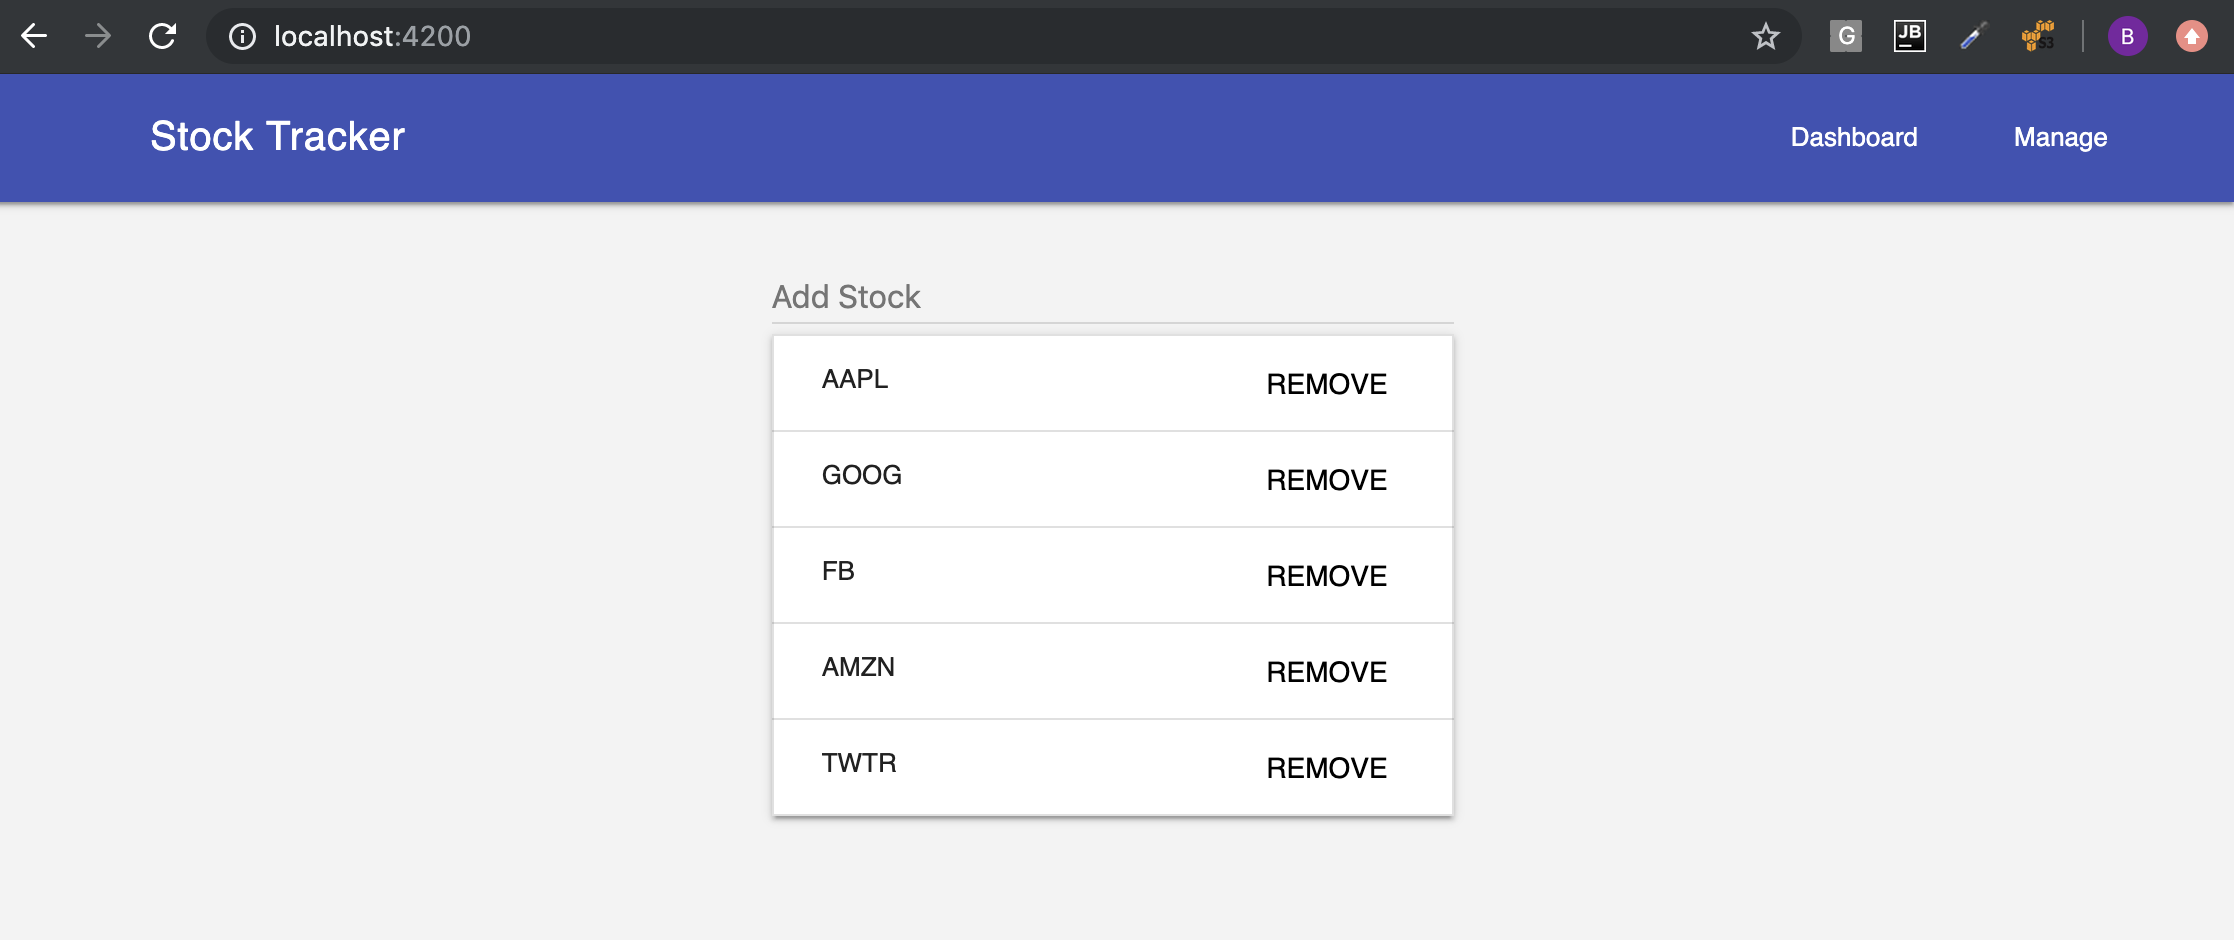 localhost:4200
G
JB
S3
B
Stock Tracker
Dashboard
Manage
Add Stock
AAPL REMOVE
GOOG REMOVE
FB REMOVE
AMZN REMOVE
TWTR REMOVE